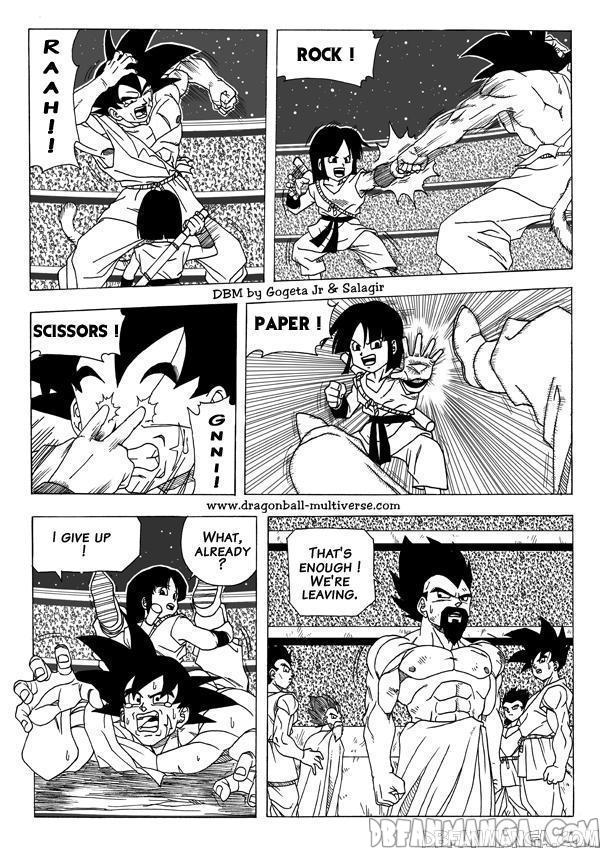 RAAH!!
ROCK !
DBM by Gogeta Jr & Salagir
SCISSORS !
GNNI!
PAPER !
www.dragonball-multiverse.com
I GIVE UP
!
WHAT,
ALREADY
?
THAT'S
ENOUGH !
WE'RE
LEAVING.
DBFANMANGA.COM